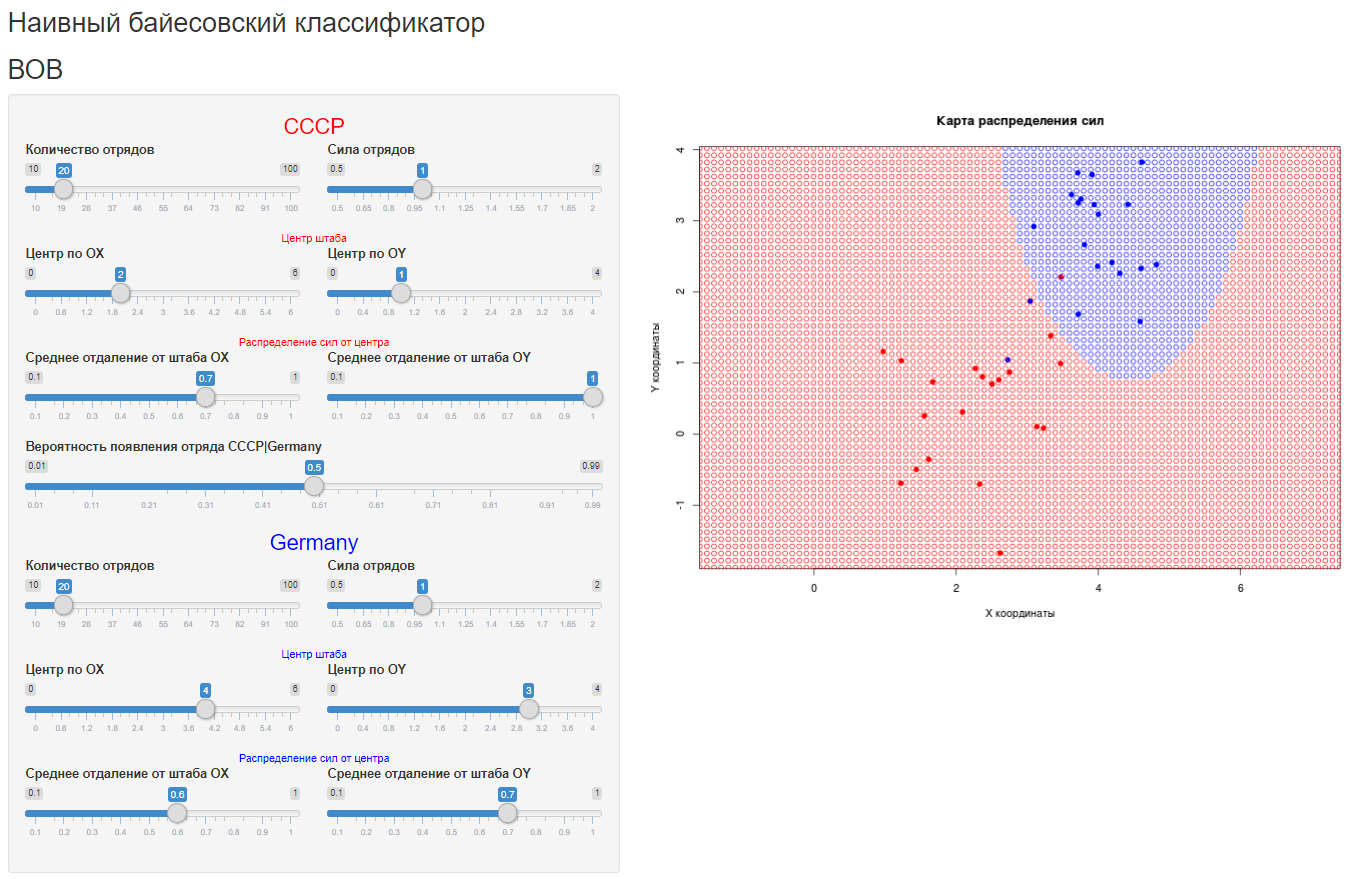 Наивный байесовский классификатор
ВОВ
СССР
Количество отрядов Сила отрядов
10 20 100 0.5 1 2
10 19 28 37 46 55 64 73 82 91 100 0.5 0.65 0.8 0.95 1.1 1.25 1.4 1.55 1.7 1.85 2
Центр штаба
Центр по OX Центр по OY
0 2 6 0 1 4
0 0.6 1.2 1.8 2.4 3 3.6 4.2 4.8 5.4 6 0 0.4 0.8 1.2 1.6 2 2.4 2.8 3.2 3.6 4
Распределение сил от центра
Среднее отдаление от штаба OX Среднее отдаление от штаба OY
0.1 0.7 1 0.1 1
0.1 0.2 0.3 0.4 0.5 0.6 0.7 0.8 0.9 1 0.1 0.2 0.3 0.4 0.5 0.6 0.7 0.8 0.9 1
Вероятность появления отряда СССР|Germany
0.01 0.5 0.99
0.01 0.11 0.21 0.31 0.41 0.51 0.61 0.71 0.81 0.91 0.99
Germany
Количество отрядов Сила отрядов
10 20 100 0.5 1 2
10 19 28 37 46 55 64 73 82 91 100 0.5 0.65 0.8 0.95 1.1 1.25 1.4 1.55 1.7 1.85 2
Центр штаба
Центр по OX Центр по OY
0 4 6 0 3 4
0 0.6 1.2 1.8 2.4 3 3.6 4.2 4.8 5.4 6 0 0.4 0.8 1.2 1.6 2 2.4 2.8 3.2 3.6 4
Распределение сил от центра
Среднее отдаление от штаба OX Среднее отдаление от штаба OY
0.1 0.6 1 0.1 0.7 1
0.1 0.2 0.3 0.4 0.5 0.6 0.7 0.8 0.9 1 0.1 0.2 0.3 0.4 0.5 0.6 0.7 0.8 0.9 1
Карта распределения сил
Y координаты
4
3
2
1
0
-1
0 2 4 6
X координаты